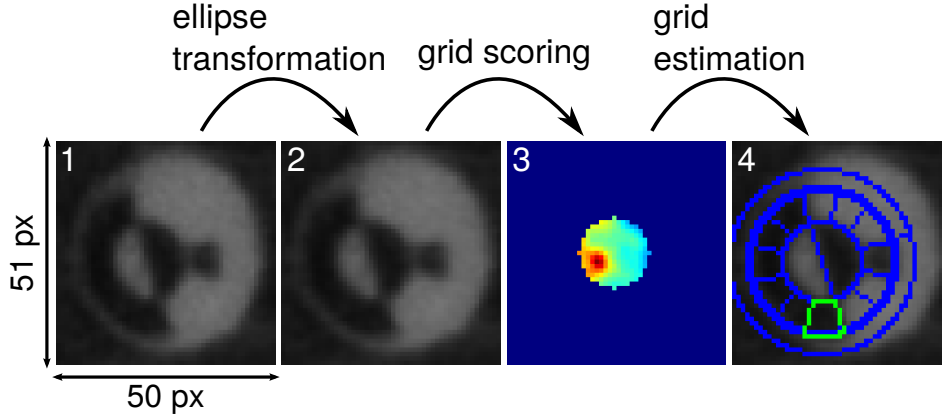 ellipse
transformation
grid scoring
grid
estimation
1
2
3
4
51 px
50 px